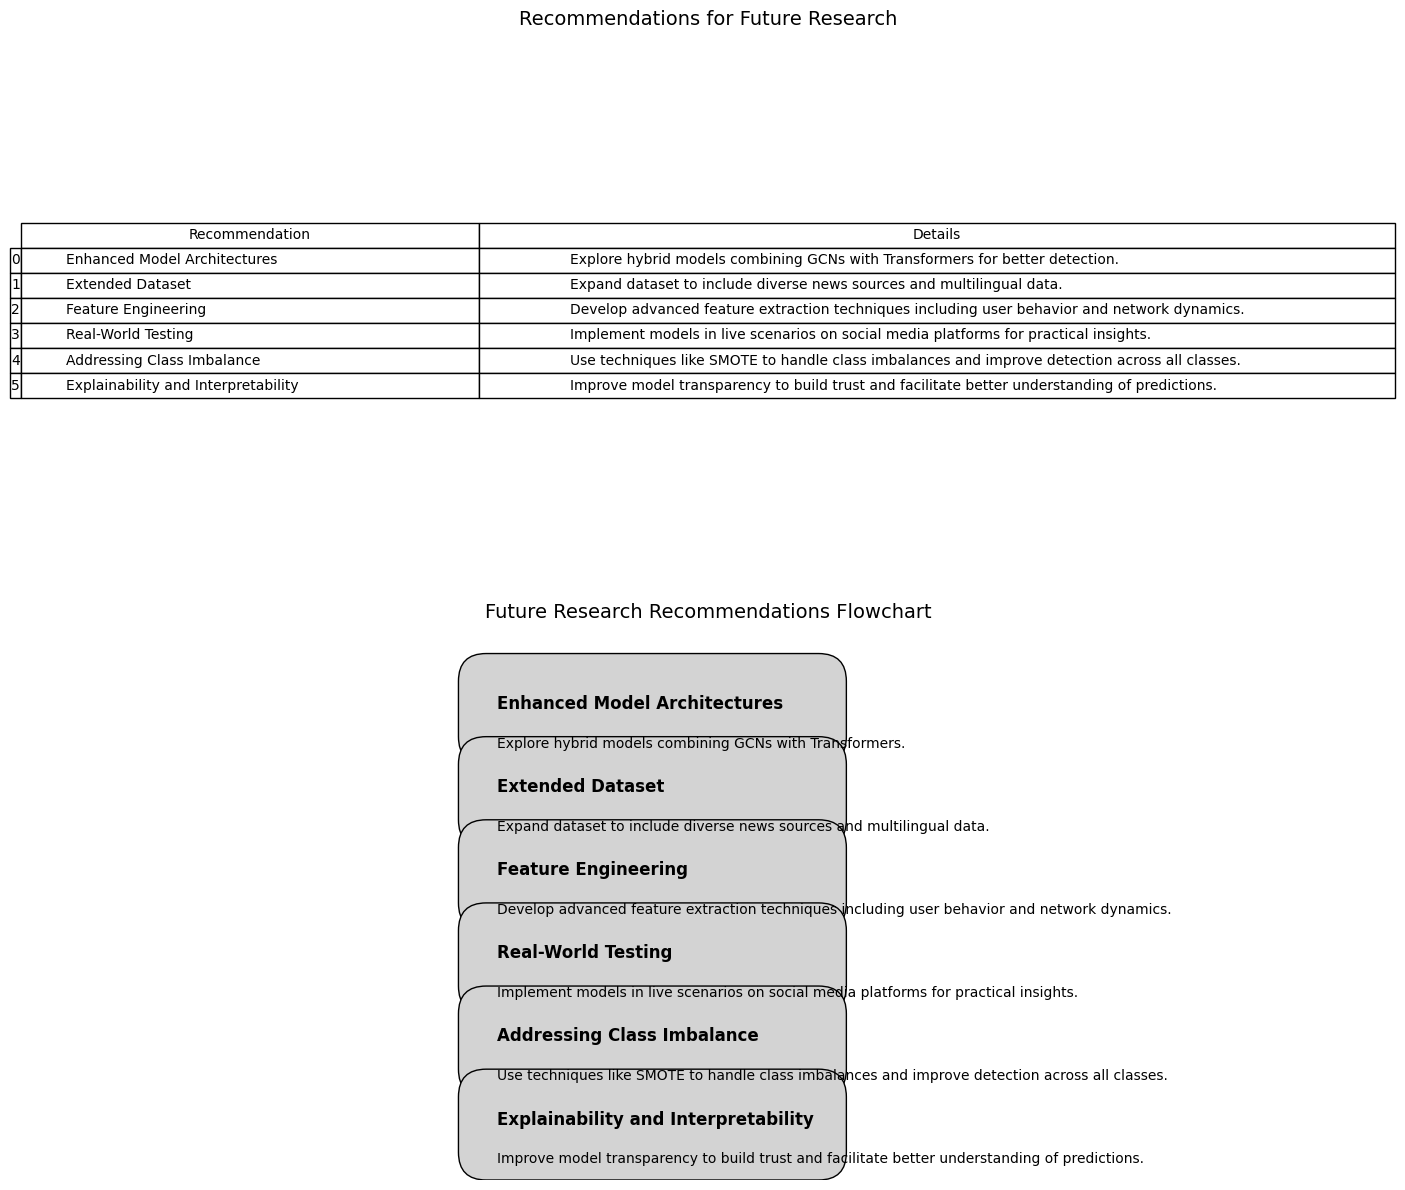 Recommendations for Future Research
Recommendation Details
0 Enhanced Model Architectures Explore hybrid models combining GCNs with Transformers for better detection.
1 Extended Dataset Expand dataset to include diverse news sources and multilingual data.
2 Feature Engineering Develop advanced feature extraction techniques including user behavior and network dynamics.
3 Real-World Testing Implement models in live scenarios on social media platforms for practical insights.
4 Addressing Class Imbalance Use techniques like SMOTE to handle class imbalances and improve detection across all classes.
5 Explainability and Interpretability Improve model transparency to build trust and facilitate better understanding of predictions.
Future Research Recommendations Flowchart
Enhanced Model Architectures
Explore hybrid models combining GCNs with Transformers.
Extended Dataset
Expand dataset to include diverse news sources and multilingual data.
Feature Engineering
Develop advanced feature extraction techniques including user behavior and network dynamics.
Real-World Testing
Implement models in live scenarios on social media platforms for practical insights.
Addressing Class Imbalance
Use techniques like SMOTE to handle class imbalances and improve detection across all classes.
Explainability and Interpretability
Improve model transparency to build trust and facilitate better understanding of predictions.